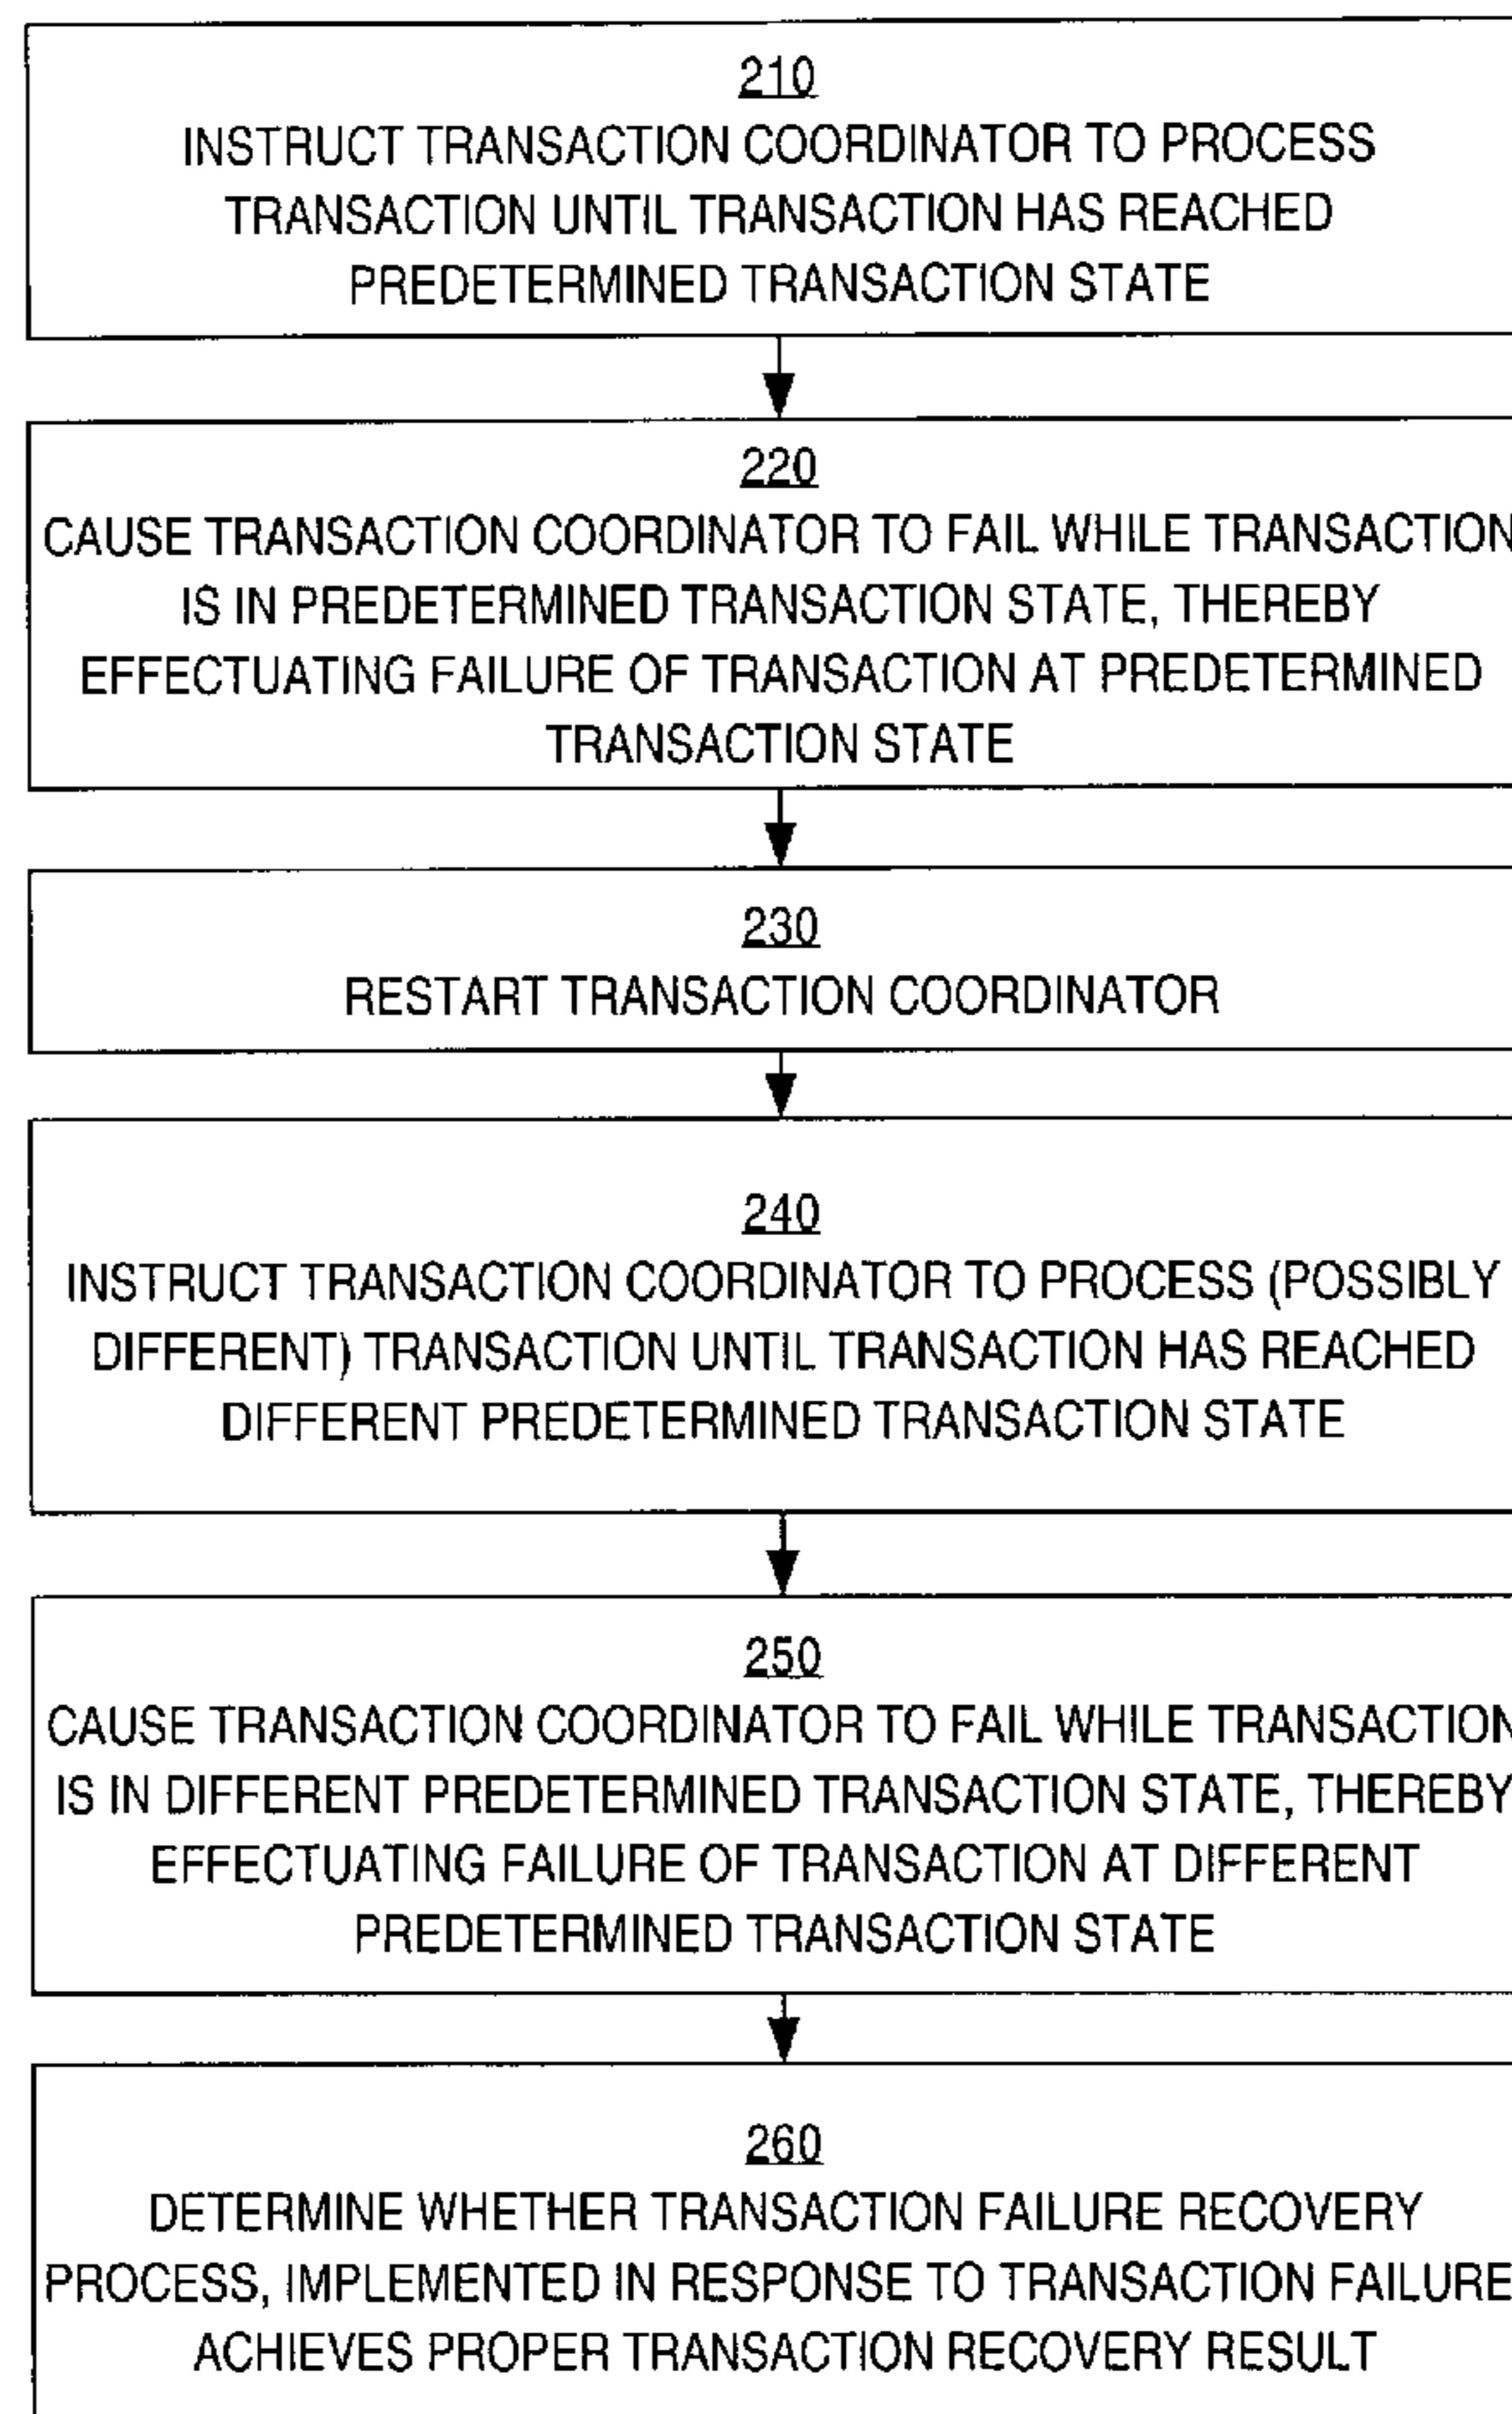 210
INSTRUCT TRANSACTION COORDINATOR TO PROCESS
TRANSACTION UNTIL TRANSACTION HAS REACHED
PREDETERMINED TRANSACTION STATE
220
CAUSE TRANSACTION COORDINATOR TO FAIL WHILE TRANSACTION
IS IN PREDETERMINED TRANSACTION STATE, THEREBY
EFFECTUATING FAILURE OF TRANSACTION AT PREDETERMINED
TRANSACTION STATE
230
RESTART TRANSACTION COORDINATOR
240
INSTRUCT TRANSACTION COORDINATOR TO PROCESS (POSSIBLY
DIFFERENT) TRANSACTION UNTIL TRANSACTION HAS REACHED
DIFFERENT PREDETERMINED TRANSACTION STATE
250
CAUSE TRANSACTION COORDINATOR TO FAIL WHILE TRANSACTION
IS IN DIFFERENT PREDETERMINED TRANSACTION STATE, THEREBY
EFFECTUATING FAILURE OF TRANSACTION AT DIFFERENT
PREDETERMINED TRANSACTION STATE
260
DETERMINE WHETHER TRANSACTION FAILURE RECOVERY
PROCESS, IMPLEMENTED IN RESPONSE TO TRANSACTION FAILURE
ACHIEVES PROPER TRANSACTION RECOVERY RESULT